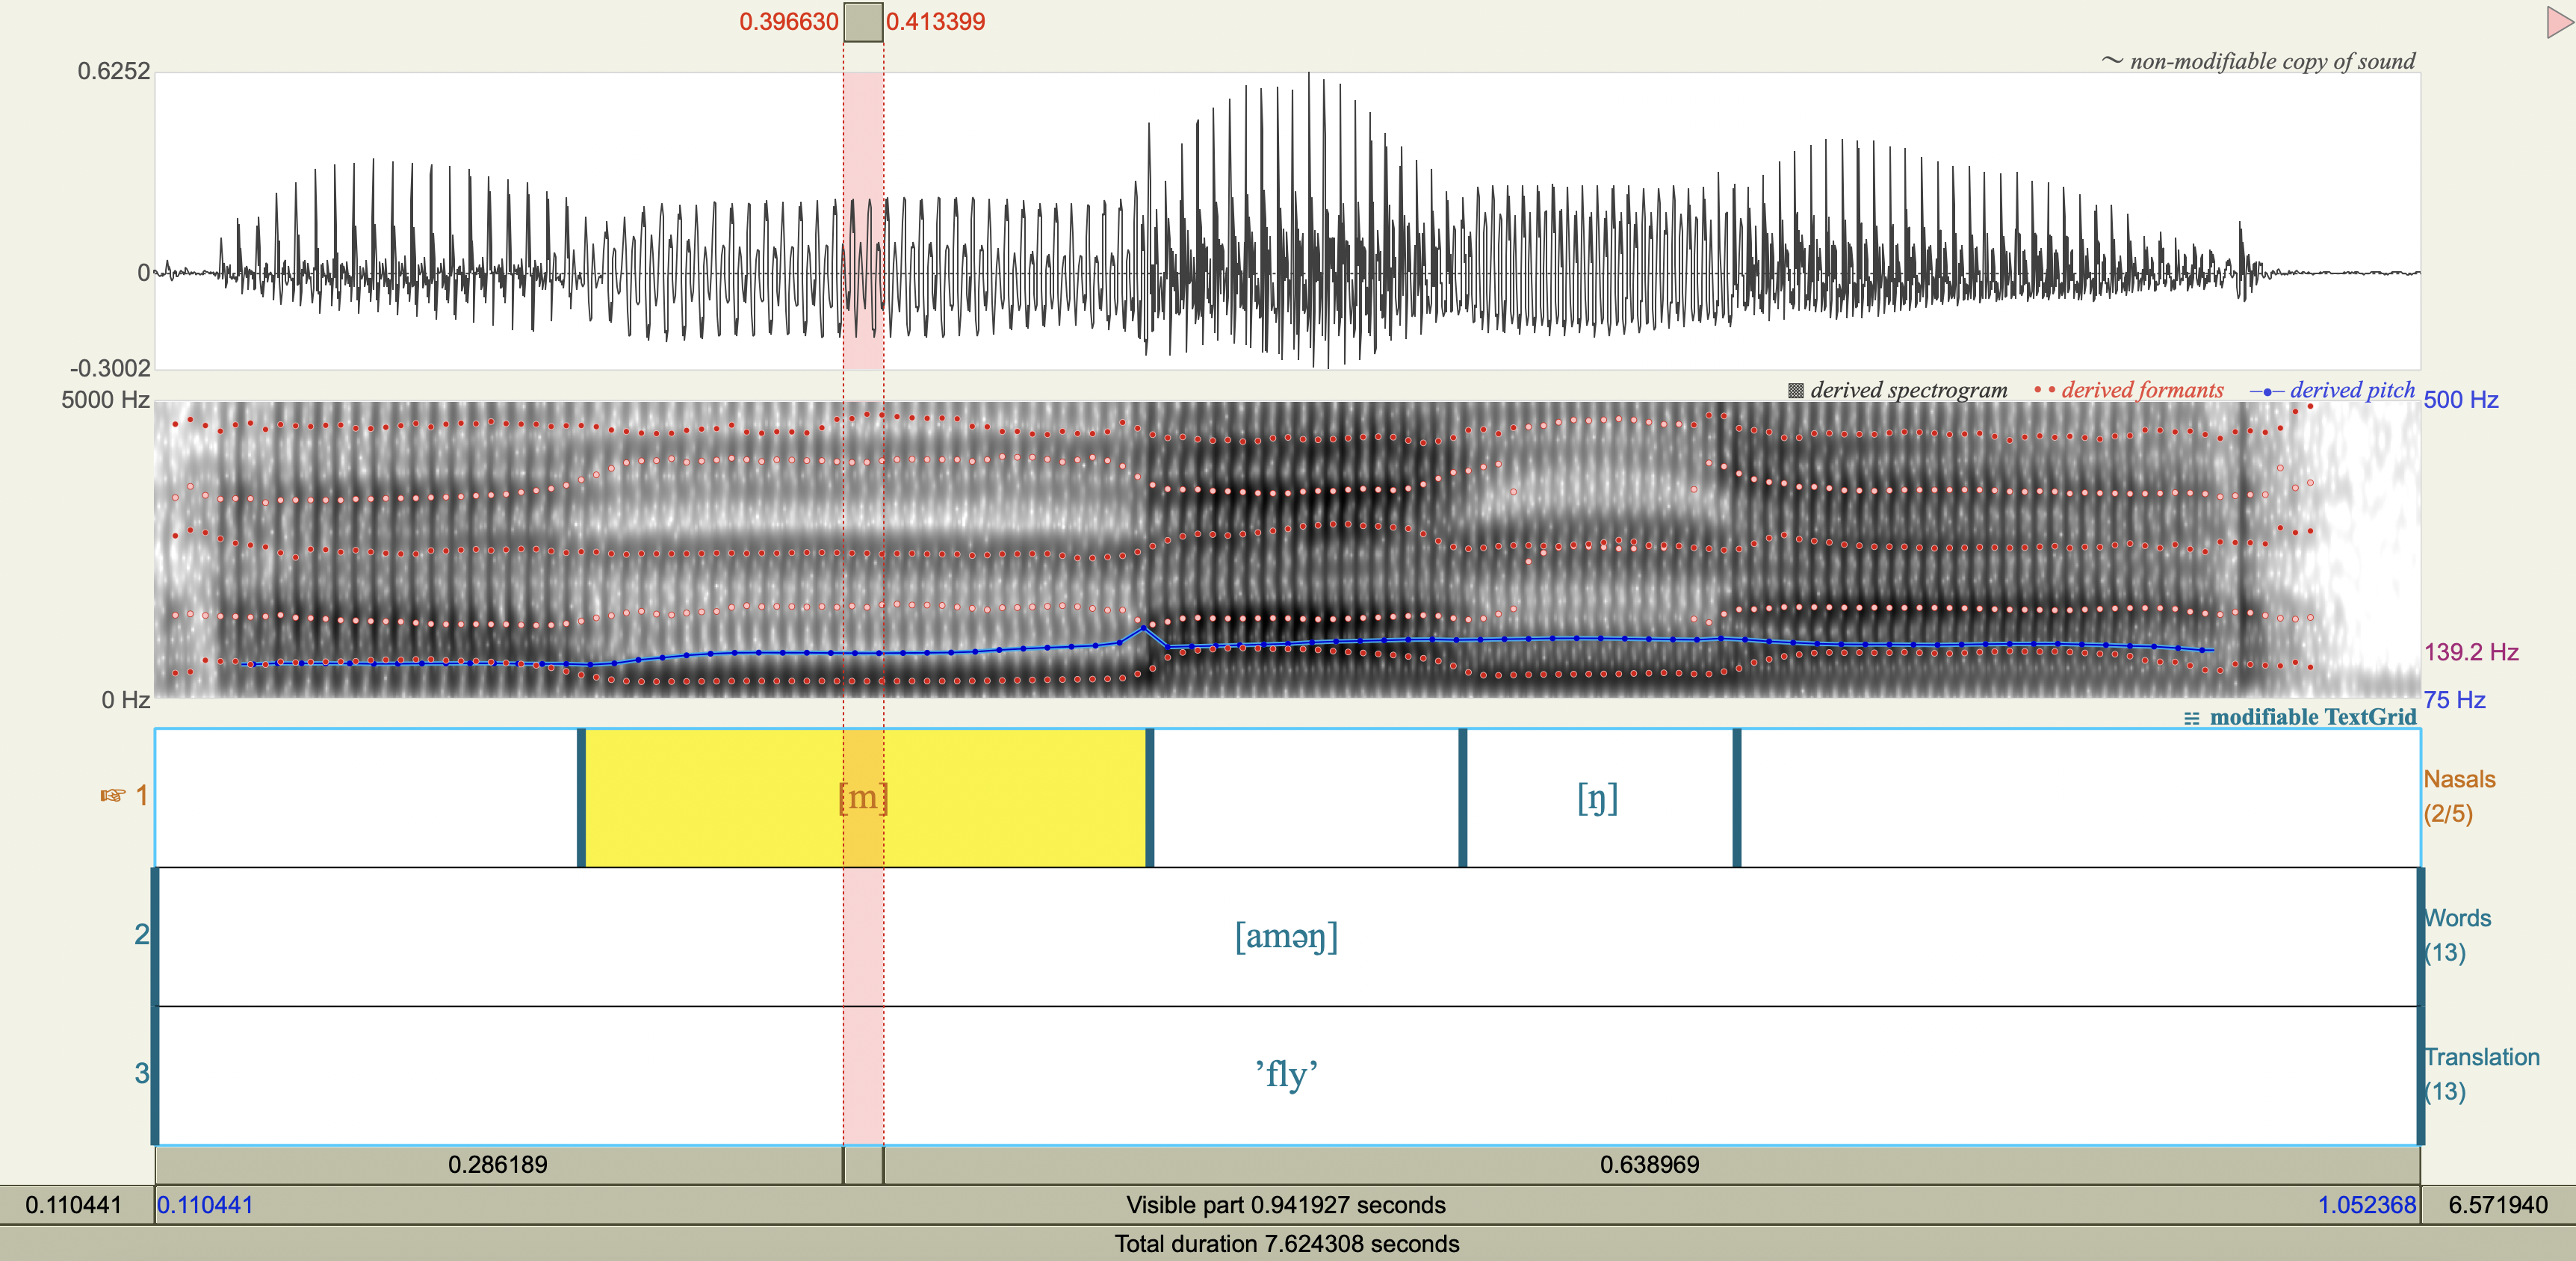 0.396630 0.413399
0.6252
~ non-modifiable copy of sound
0
-0.3002
5000 Hz
derived spectrogram derived formants derived pitch
500 Hz
139.2 Hz
0 Hz
75 Hz
modifiable TextGrid
☞ 1
[m]
[ŋ]
Nasals
(2/5)
2
[aməŋ]
Words
(13)
3
’fly’
Translation
(13)
0.286189 0.638969
0.110441 0.110441 Visible part 0.941927 seconds 1.052368 6.571940
Total duration 7.624308 seconds